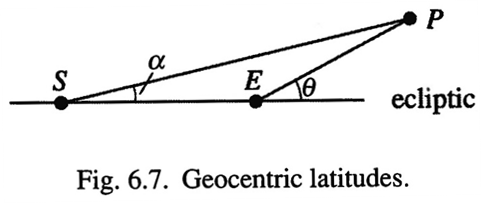 P
α
S
E
θ
ecliptic
Fig. 6.7. Geocentric latitudes.